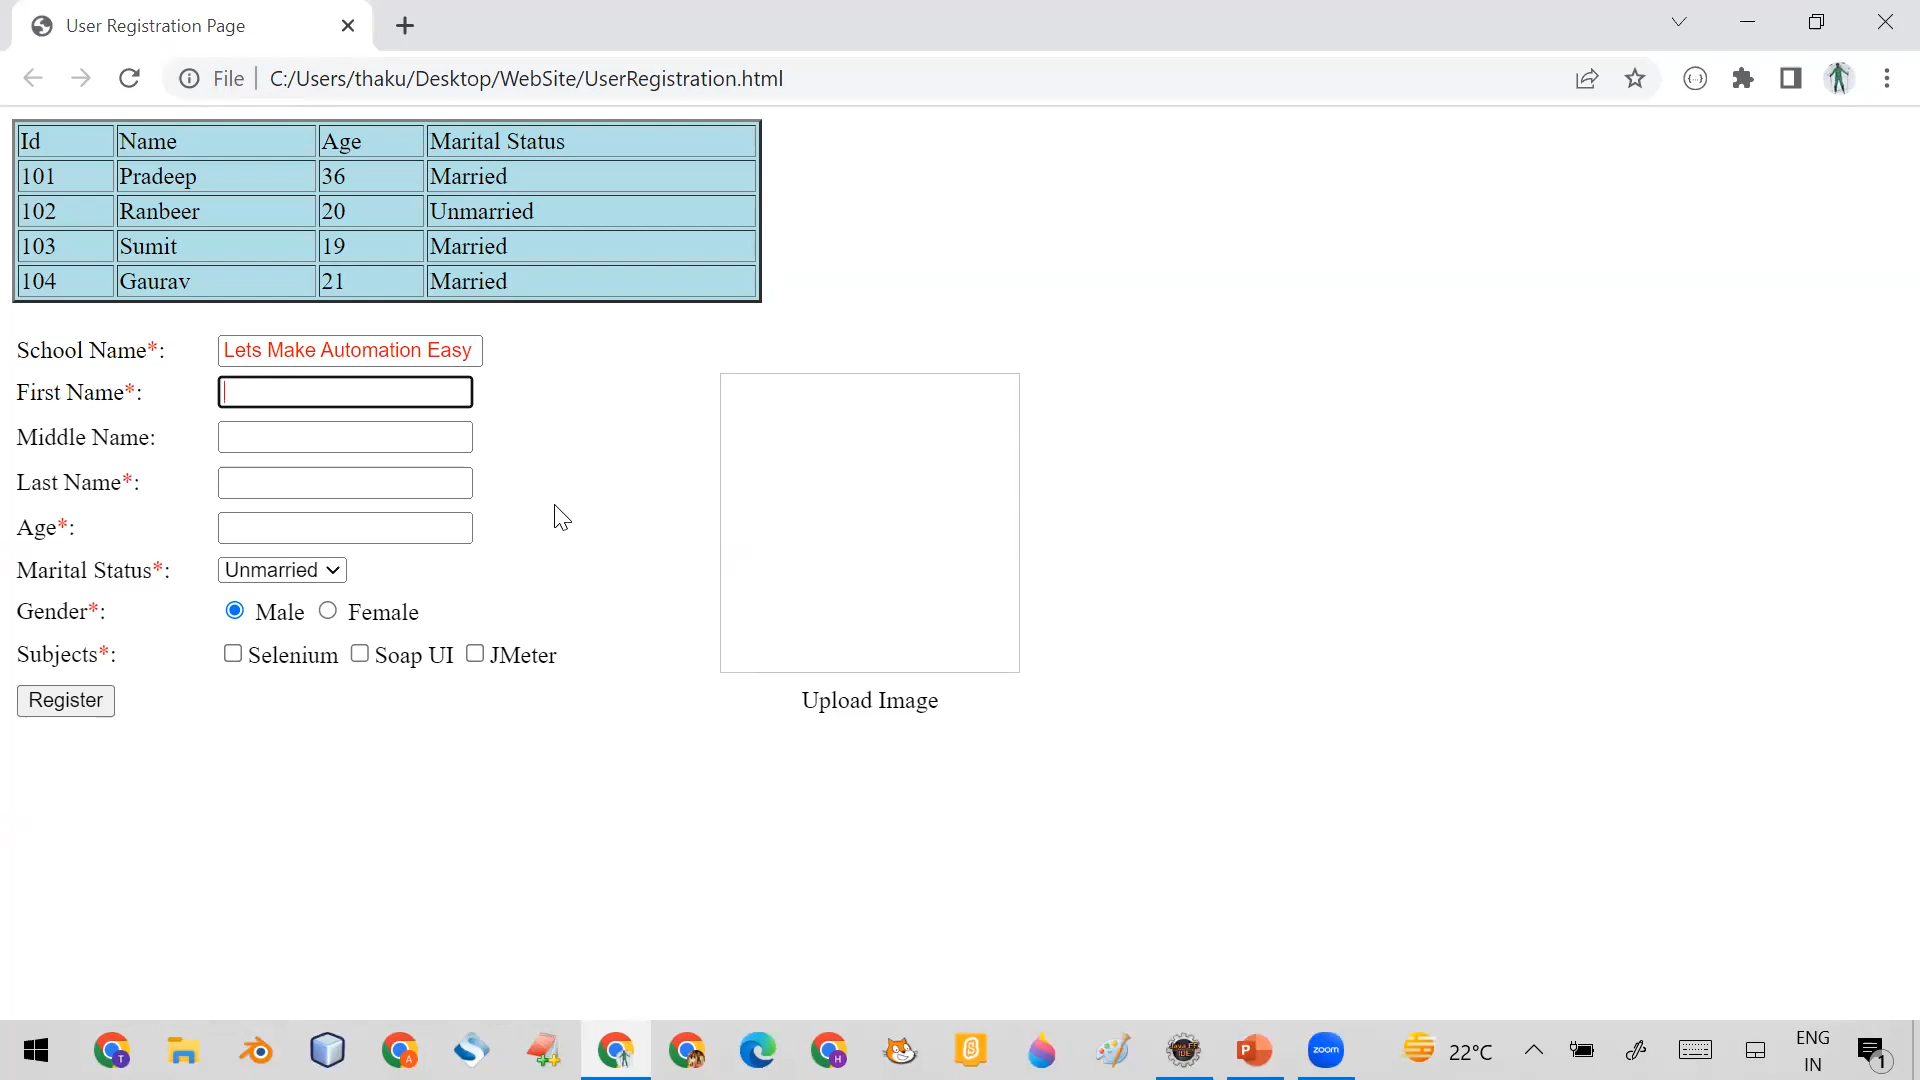 User Registration Page
File C:/Users/thaku/Desktop/WebSite/UserRegistration.html
Id Name Age Marital Status
101 Pradeep 36 Married
102 Ranbeer 20 Unmarried
103 Sumit 19 Married
104 Gaurav 21 Married
School Name*: Lets Make Automation Easy
First Name*:
Middle Name:
Last Name*:
Age*:
Marital Status*: Unmarried
Gender*: Male Female
Subjects*: Selenium Soap UI JMeter
Register
Upload Image
T
A
H
P
zoom
22°C
ENG
IN
1